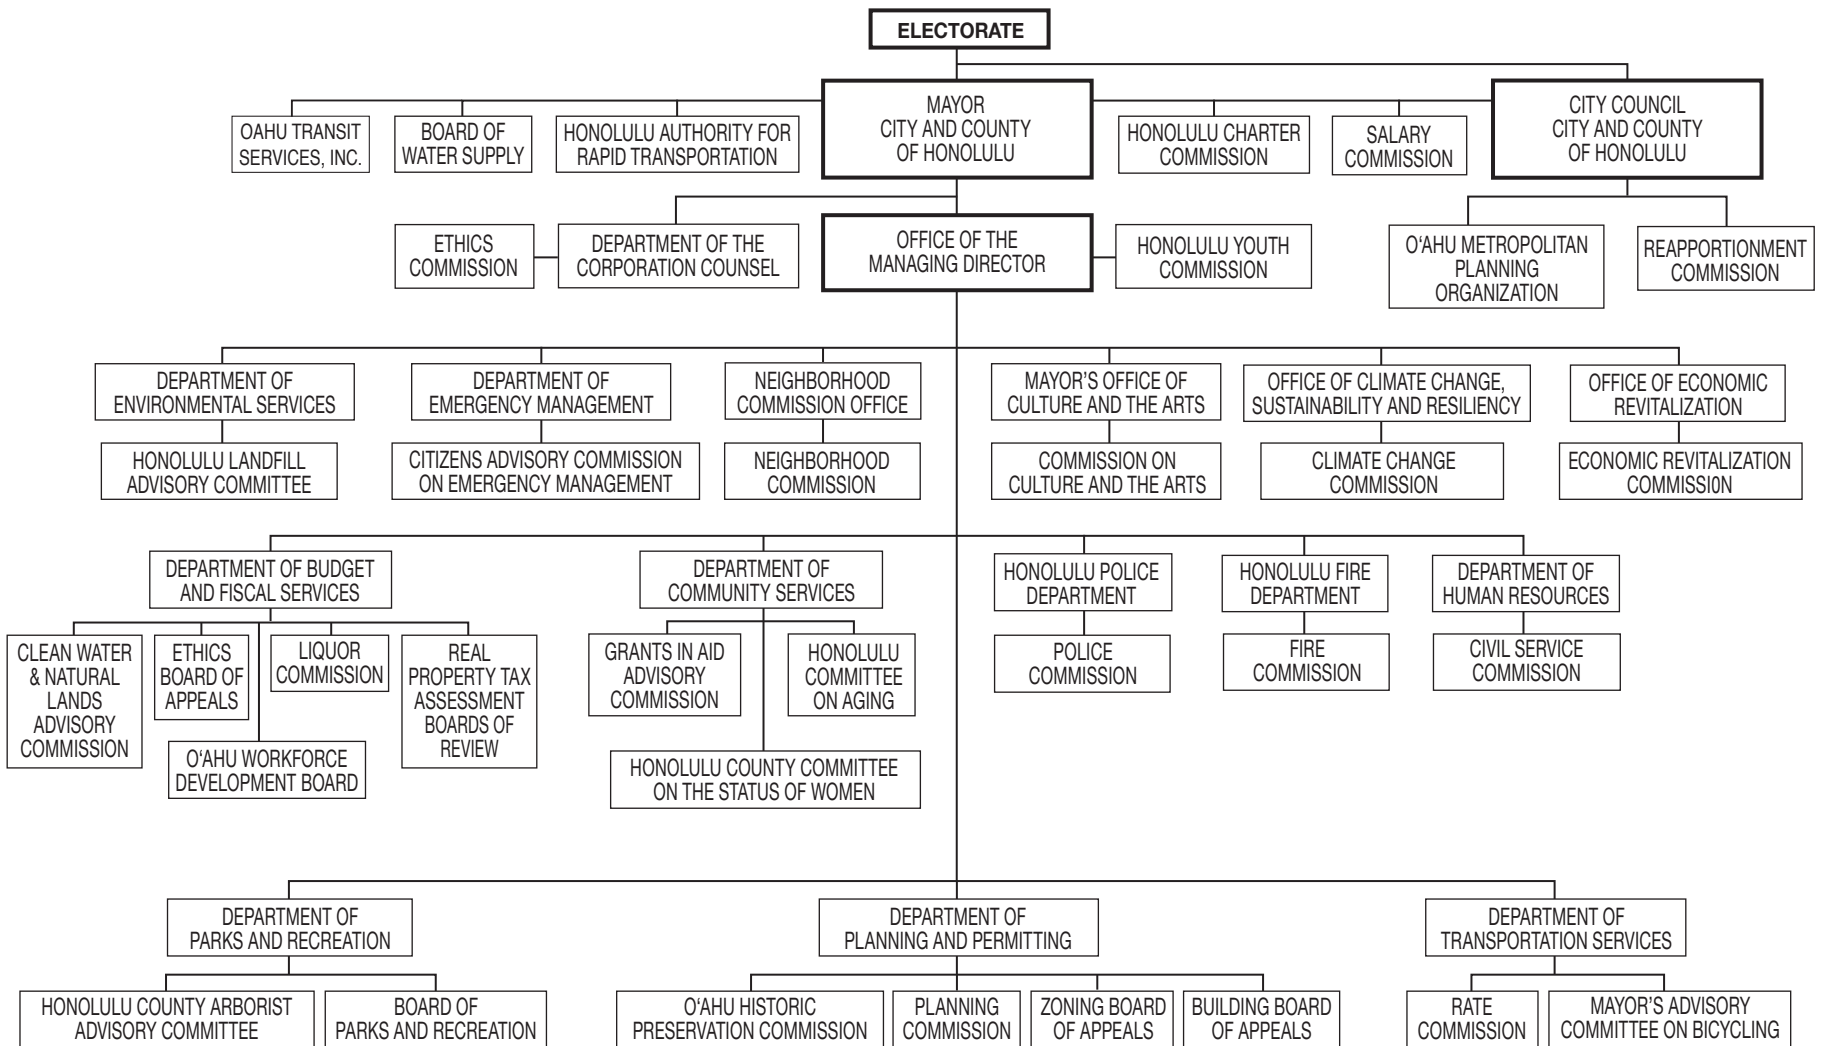 ELECTORATE
MAYOR
CITY AND COUNTY
OF HONOLULU
CITY COUNCIL
CITY AND COUNTY
OF HONOLULU
OAHU TRANSIT
SERVICES, INC.
BOARD OF
WATER SUPPLY
HONOLULU AUTHORITY FOR
RAPID TRANSPORTATION
HONOLULU CHARTER
COMMISSION
SALARY
COMMISSION
ETHICS
COMMISSION
DEPARTMENT OF THE
CORPORATION COUNSEL
OFFICE OF THE
MANAGING DIRECTOR
HONOLULU YOUTH
COMMISSION
O‘AHU METROPOLITAN
PLANNING
ORGANIZATION
REAPPORTIONMENT
COMMISSION
DEPARTMENT OF
ENVIRONMENTAL SERVICES
DEPARTMENT OF
EMERGENCY MANAGEMENT
NEIGHBORHOOD
COMMISSION OFFICE
MAYOR’S OFFICE OF
CULTURE AND THE ARTS
OFFICE OF CLIMATE CHANGE,
SUSTAINABILITY AND RESILIENCY
OFFICE OF ECONOMIC
REVITALIZATION
HONOLULU LANDFILL
ADVISORY COMMITTEE
CITIZENS ADVISORY COMMISSION
ON EMERGENCY MANAGEMENT
NEIGHBORHOOD
COMMISSION
COMMISSION ON
CULTURE AND THE ARTS
CLIMATE CHANGE
COMMISSION
ECONOMIC REVITALIZATION
COMMISSI0N
DEPARTMENT OF BUDGET
AND FISCAL SERVICES
DEPARTMENT OF
COMMUNITY SERVICES
HONOLULU POLICE
DEPARTMENT
HONOLULU FIRE
DEPARTMENT
DEPARTMENT OF
HUMAN RESOURCES
CLEAN WATER
& NATURAL
LANDS
ADVISORY
COMMISSION
ETHICS
BOARD OF
APPEALS
LIQUOR
COMMISSION
REAL
PROPERTY TAX
ASSESSMENT
BOARDS OF
REVIEW
O‘AHU WORKFORCE
DEVELOPMENT BOARD
GRANTS IN AID
ADVISORY
COMMISSION
HONOLULU
COMMITTEE
ON AGING
HONOLULU COUNTY COMMITTEE
ON THE STATUS OF WOMEN
POLICE
COMMISSION
FIRE
COMMISSION
CIVIL SERVICE
COMMISSION
DEPARTMENT OF
PARKS AND RECREATION
DEPARTMENT OF
PLANNING AND PERMITTING
DEPARTMENT OF
TRANSPORTATION SERVICES
HONOLULU COUNTY ARBORIST
ADVISORY COMMITTEE
BOARD OF
PARKS AND RECREATION
O‘AHU HISTORIC
PRESERVATION COMMISSION
PLANNING
COMMISSION
ZONING BOARD
OF APPEALS
BUILDING BOARD
OF APPEALS
RATE
COMMISSION
MAYOR’S ADVISORY
COMMITTEE ON BICYCLING